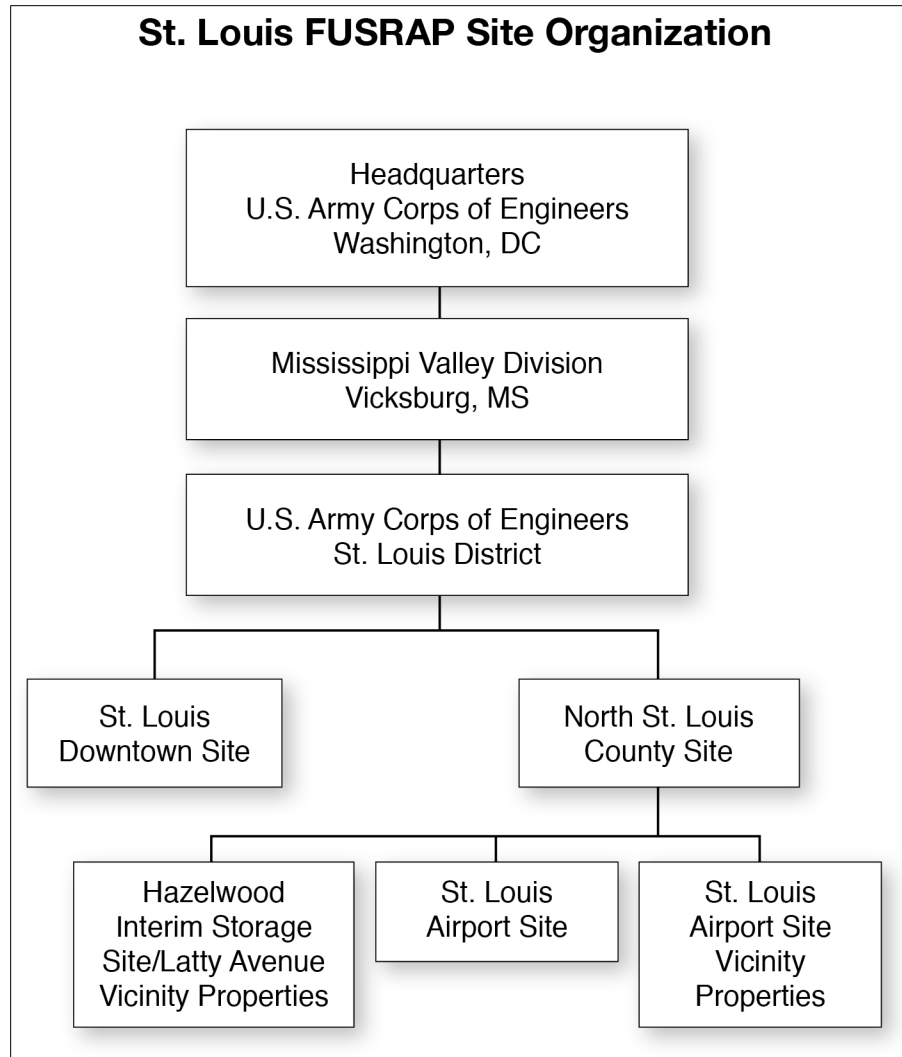 St. Louis FUSRAP Site Organization
Headquarters
U.S. Army Corps of Engineers
Washington, DC
Mississippi Valley Division
Vicksburg, MS
U.S. Army Corps of Engineers
St. Louis District
St. Louis
Downtown Site
North St. Louis
County Site
Hazelwood
Interim Storage
Site/Latty Avenue
Vicinity Properties
St. Louis
Airport Site
St. Louis
Airport Site
Vicinity
Properties